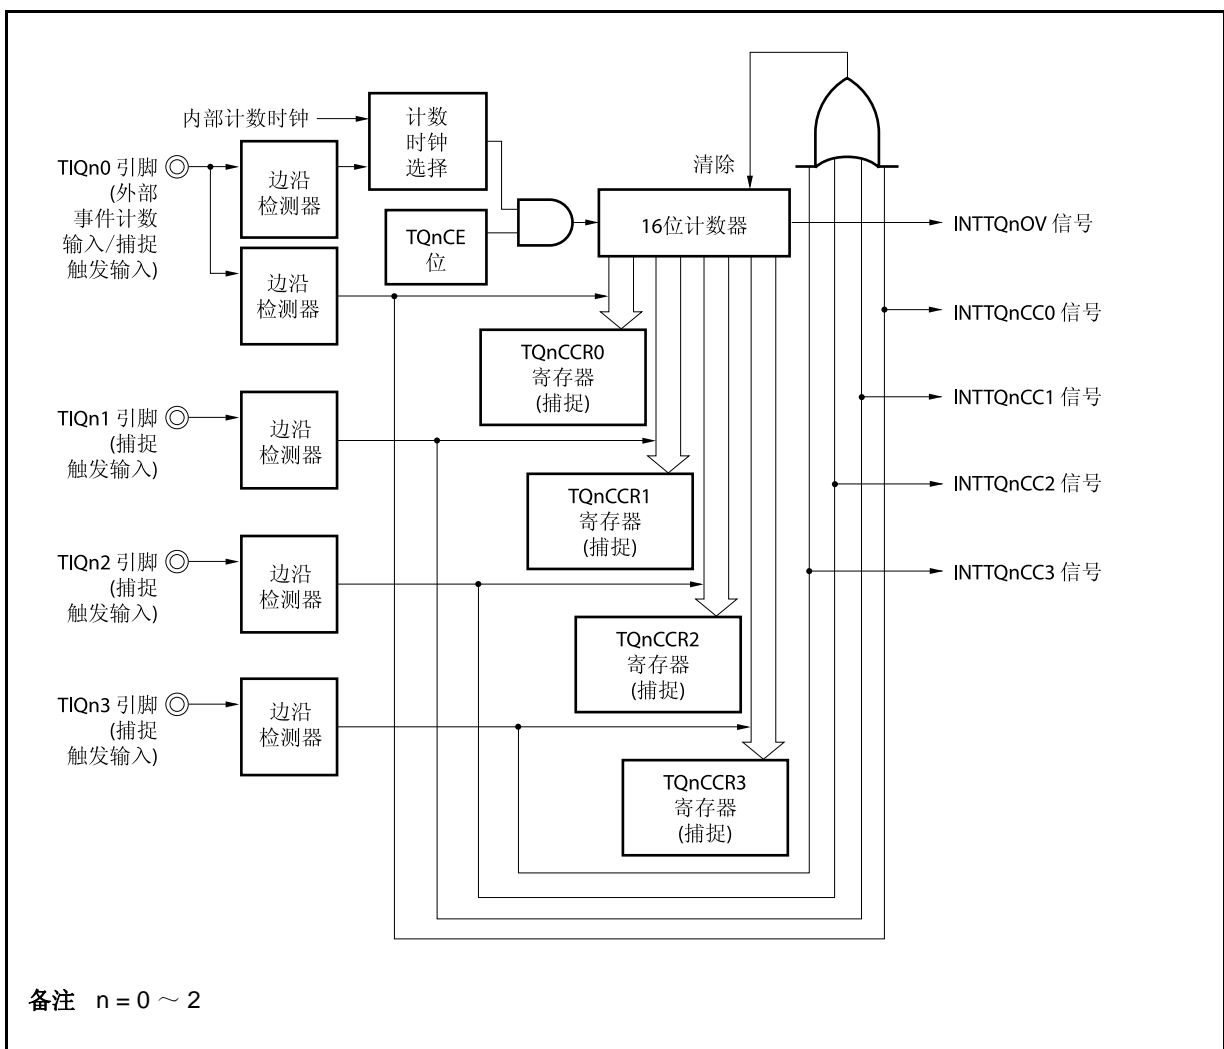 内部计数时钟
计数
时钟
选择
TIQn0 引脚
(外部
事件计数
输入/捕捉
触发输入)
边沿
检测器
边沿
检测器
TQnCE
位
清除
16位计数器
INTTQnOV 信号
INTTQnCC0 信号
TQnCCR0
寄存器
(捕捉)
TIQn1 引脚
(捕捉
触发输入)
边沿
检测器
INTTQnCC1 信号
TQnCCR1
寄存器
(捕捉)
INTTQnCC2 信号
TIQn2 引脚
(捕捉
触发输入)
边沿
检测器
INTTQnCC3 信号
TQnCCR2
寄存器
(捕捉)
TIQn3 引脚
(捕捉
触发输入)
边沿
检测器
TQnCCR3
寄存器
(捕捉)
备注 n = 0 ～ 2